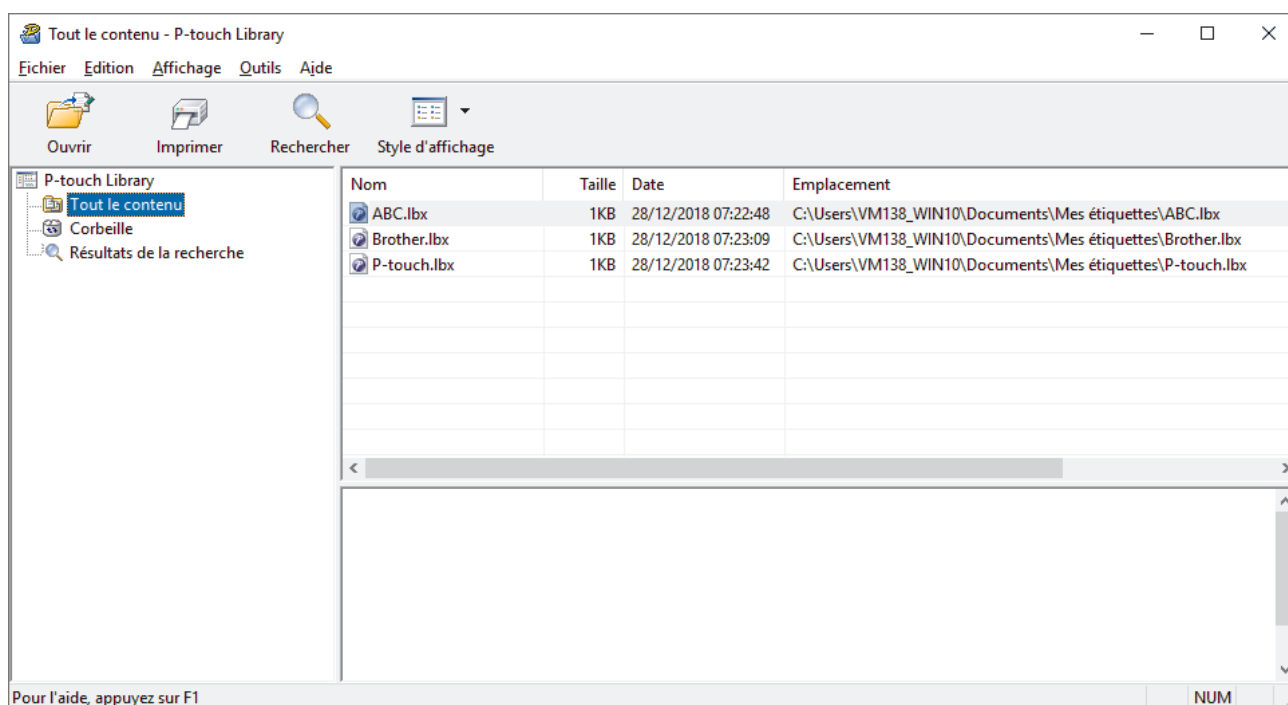 Tout le contenu - P-touch Library
Fichier Edition Affichage Outils Aide
Ouvrir Imprimer Rechercher Style d'affichage
P-touch Library
Tout le contenu
Corbeille
Résultats de la recherche
Nom Taille Date Emplacement
ABC.lbx 1KB 28/12/2018 07:22:48 C:\Users\VM138_WIN10\Documents\Mes étiquettes\ABC.lbx
Brother.lbx 1KB 28/12/2018 07:23:09 C:\Users\VM138_WIN10\Documents\Mes étiquettes\Brother.lbx
P-touch.lbx 1KB 28/12/2018 07:23:42 C:\Users\VM138_WIN10\Documents\Mes étiquettes\P-touch.lbx
Pour l'aide, appuyez sur F1 NUM